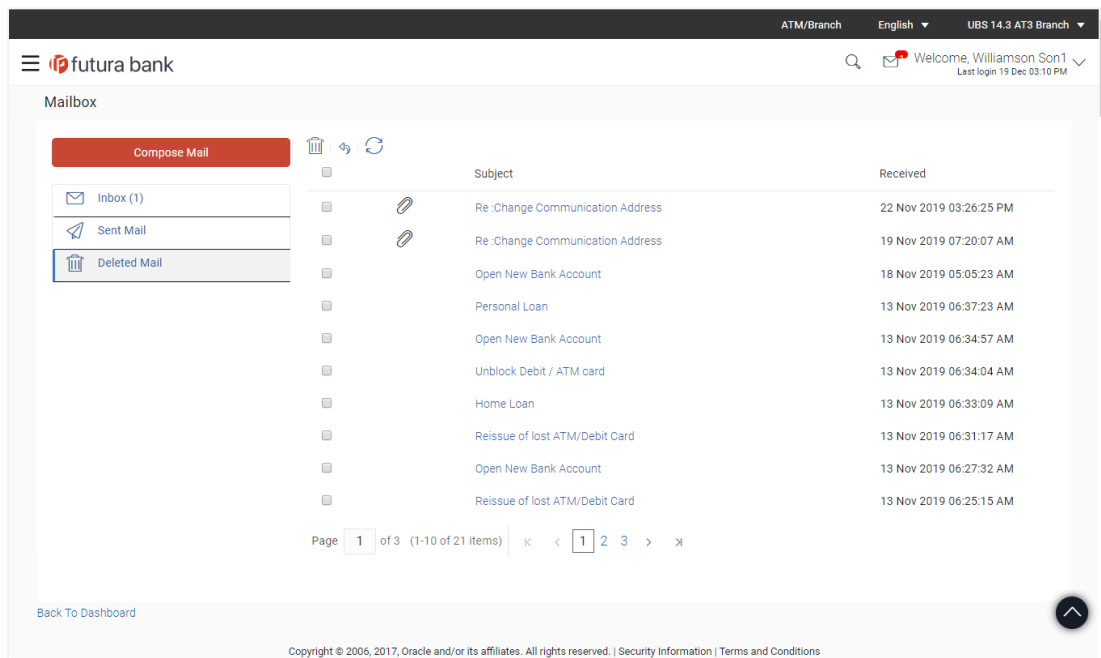 ATM/Branch English UBS 14.3 AT3 Branch
futura bank
Welcome, Williamson Son1
Last login 19 Dec 03:10 PM
Mailbox
Compose Mail
Inbox (1)
Sent Mail
Deleted Mail
Subject Received
Re :Change Communication Address 22 Nov 2019 03:26:25 PM
Re :Change Communication Address 19 Nov 2019 07:20:07 AM
Open New Bank Account 18 Nov 2019 05:05:23 AM
Personal Loan 13 Nov 2019 06:37:23 AM
Open New Bank Account 13 Nov 2019 06:34:57 AM
Unblock Debit / ATM card 13 Nov 2019 06:34:04 AM
Home Loan 13 Nov 2019 06:33:09 AM
Reissue of lost ATM/Debit Card 13 Nov 2019 06:31:17 AM
Open New Bank Account 13 Nov 2019 06:27:32 AM
Reissue of lost ATM/Debit Card 13 Nov 2019 06:25:15 AM
Page 1 of 3 (1-10 of 21 items) 1 2 3
Back To Dashboard
Copyright © 2006, 2017, Oracle and/or its affiliates. All rights reserved. | Security Information | Terms and Conditions